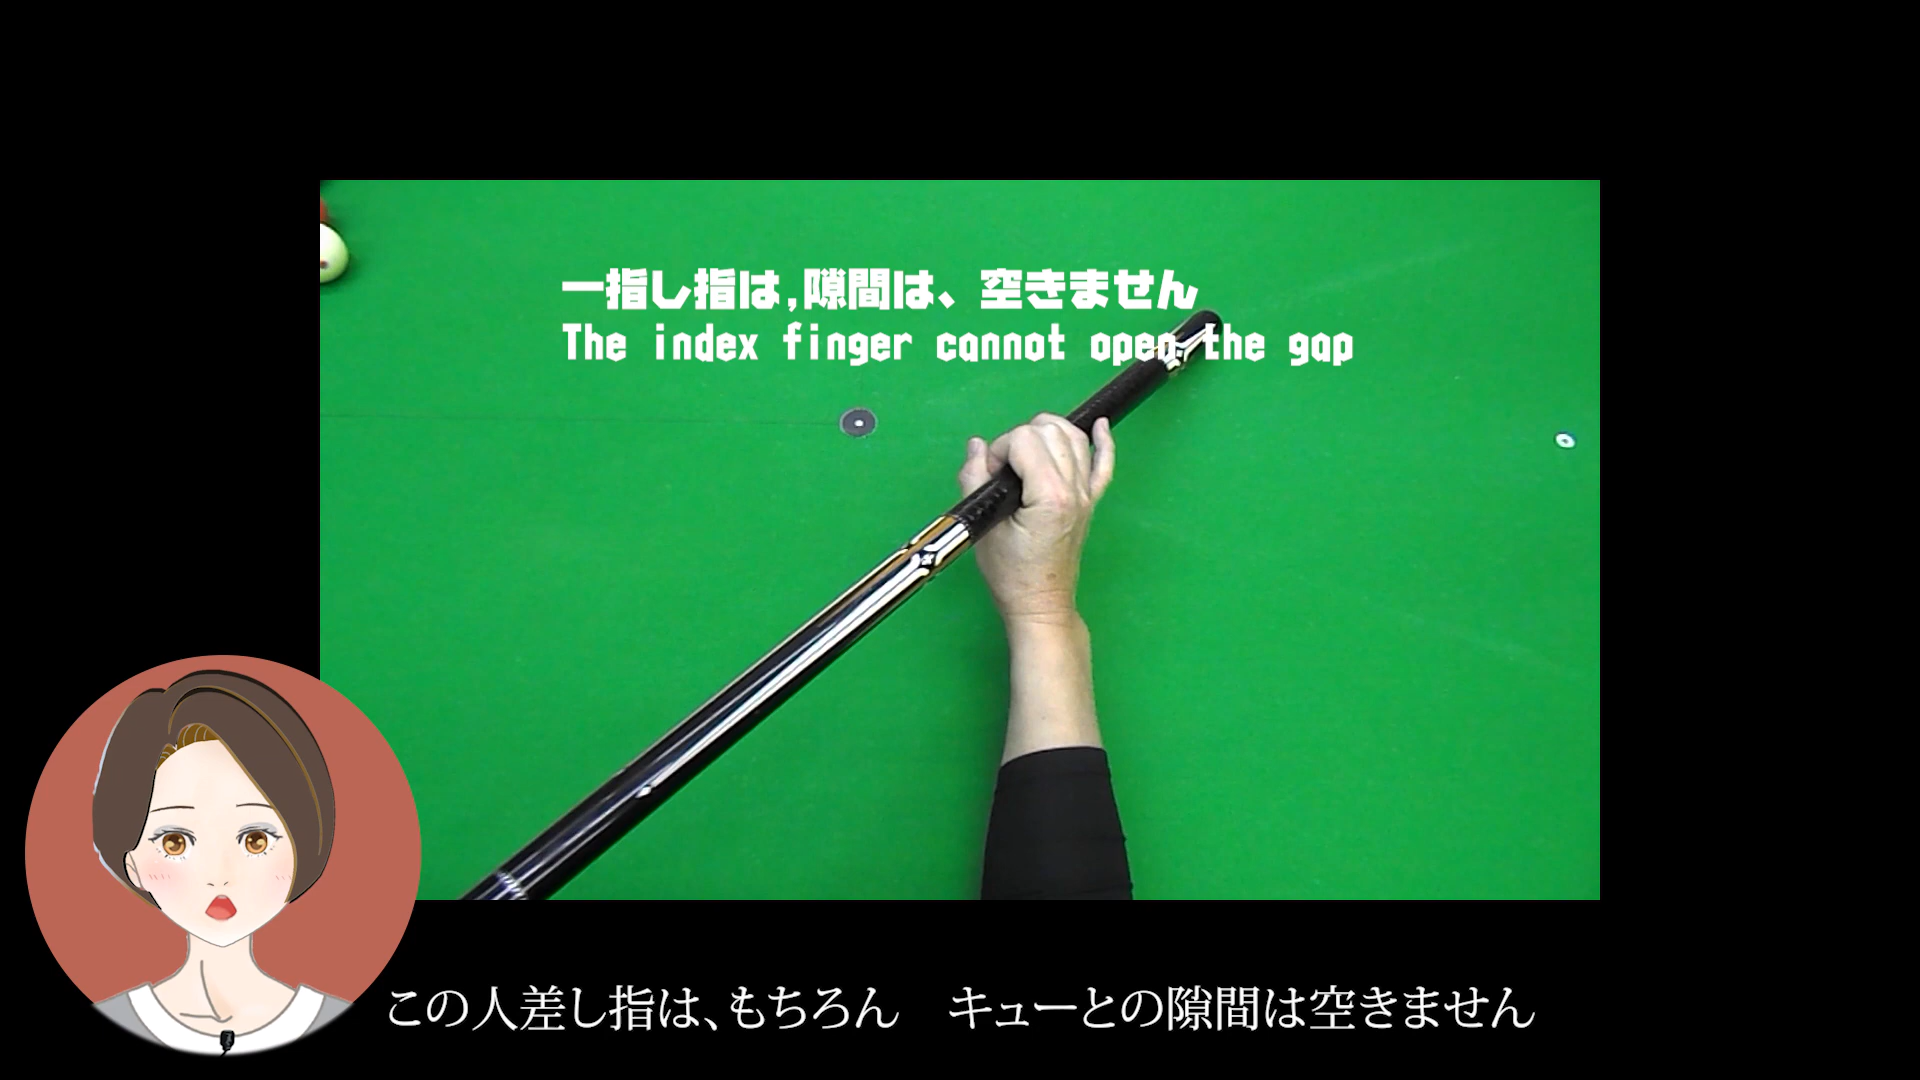 一指し指は,隙間は、空きません
The index finger cannot open the gap
この人差し指は、もちろん　キューとの隙間は空きません